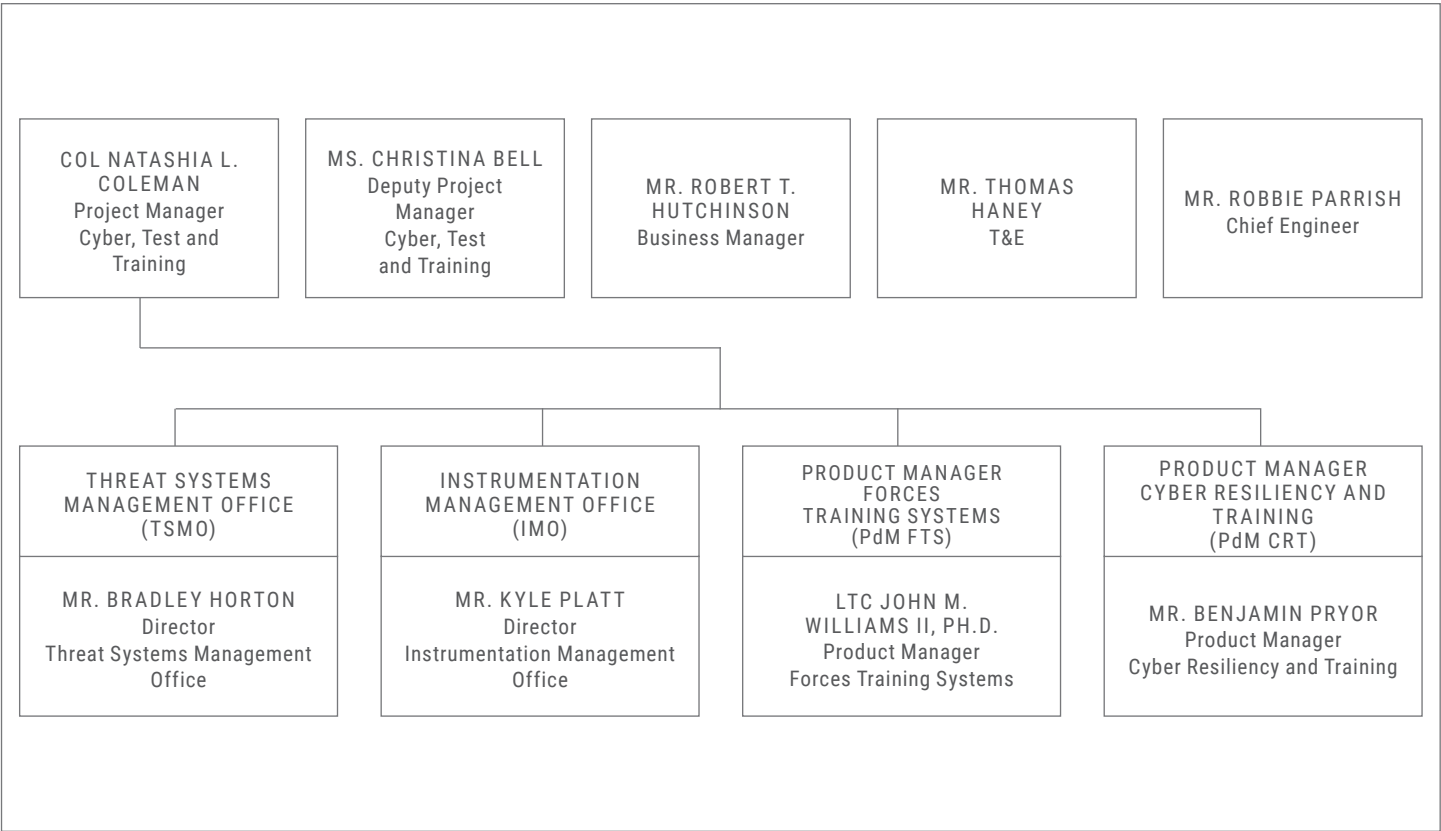 COL NATASHIA L.
COLEMAN
Project Manager
Cyber, Test and
Training
MS. CHRISTINA BELL
Deputy Project
Manager
Cyber, Test
and Training
MR. ROBERT T.
HUTCHINSON
Business Manager
MR. THOMAS
HANEY
T&E
MR. ROBBIE PARRISH
Chief Engineer
THREAT SYSTEMS
MANAGEMENT OFFICE
(TSMO)
MR. BRADLEY HORTON
Director
Threat Systems Management
Office
INSTRUMENTATION
MANAGEMENT OFFICE
(IMO)
MR. KYLE PLATT
Director
Instrumentation Management
Office
PRODUCT MANAGER
FORCES
TRAINING SYSTEMS
(PdM FTS)
LTC JOHN M.
WILLIAMS II, PH.D.
Product Manager
Forces Training Systems
PRODUCT MANAGER
CYBER RESILIENCY AND
TRAINING
(PdM CRT)
MR. BENJAMIN PRYOR
Product Manager
Cyber Resiliency and Training